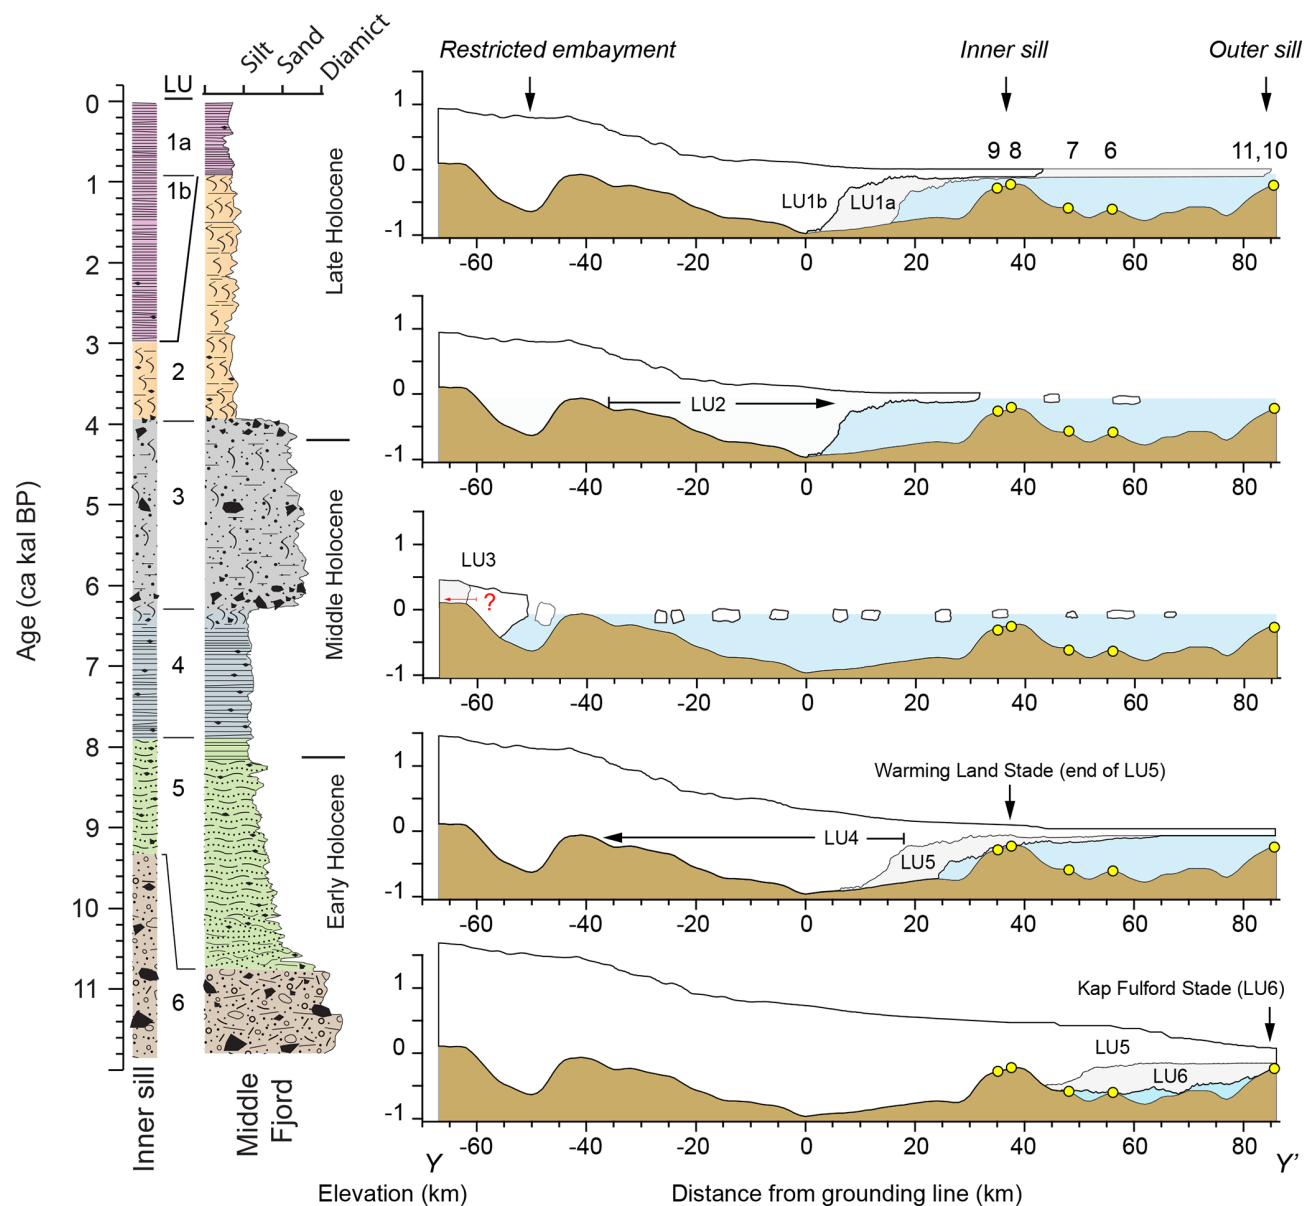 Silt
Sand
Diamict
LU
Age (ca kal BP)
0
1
2
3
4
5
6
7
8
9
10
11
1a
1b
2
3
4
5
6
Late Holocene
Middle Holocene
Early Holocene
Inner sill
Middle
Fjord
Restricted embayment
Inner sill
Outer sill
1
0
-1
9 8 7 6 11,10
LU1b LU1a
-60 -40 -20 0 20 40 60 80
1
0
-1
LU2
-60 -40 -20 0 20 40 60 80
1
0
-1
LU3
?
-60 -40 -20 0 20 40 60 80
1
0
-1
Warming Land Stade (end of LU5)
LU4
LU5
-60 -40 -20 0 20 40 60 80
1
0
-1
Kap Fulford Stade (LU6)
LU5
LU6
-60 -40 -20 0 20 40 60 80
Y Y’
Elevation (km)
Distance from grounding line (km)